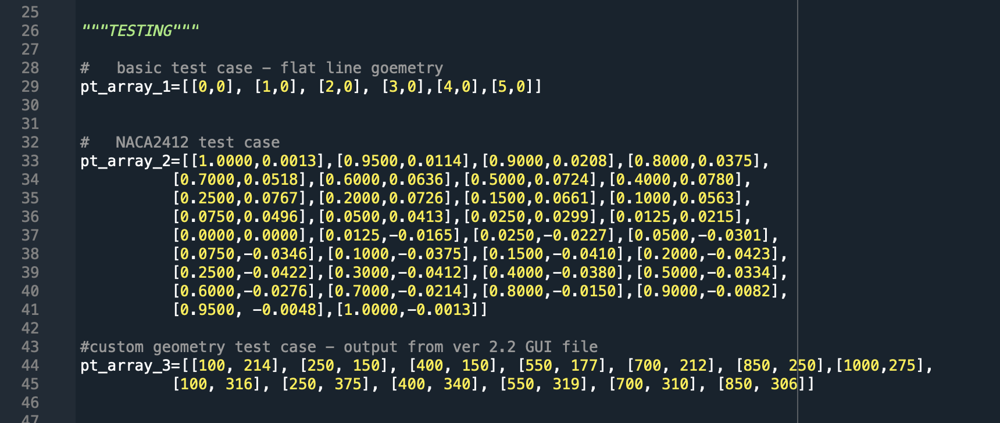 25
26 """TESTING"""
27
28 #   basic test case – flat line goemetry
29 pt_array_1=[[0,0], [1,0], [2,0], [3,0],[4,0],[5,0]]
30
31
32 #   NACA2412 test case
33 pt_array_2=[[1.0000,0.0013],[0.9500,0.0114],[0.9000,0.0208],[0.8000,0.0375],
34 [0.7000,0.0518],[0.6000,0.0636],[0.5000,0.0724],[0.4000,0.0780],
35 [0.2500,0.0767],[0.2000,0.0726],[0.1500,0.0661],[0.1000,0.0563],
36 [0.0750,0.0496],[0.0500,0.0413],[0.0250,0.0299],[0.0125,0.0215],
37 [0.0000,0.0000],[0.0125,-0.0165],[0.0250,-0.0227],[0.0500,-0.0301],
38 [0.0750,-0.0346],[0.1000,-0.0375],[0.1500,-0.0410],[0.2000,-0.0423],
39 [0.2500,-0.0422],[0.3000,-0.0412],[0.4000,-0.0380],[0.5000,-0.0334],
40 [0.6000,-0.0276],[0.7000,-0.0214],[0.8000,-0.0150],[0.9000,-0.0082],
41 [0.9500, -0.0048],[1.0000,-0.0013]]
42
43 #custom geometry test case – output from ver 2.2 GUI file
44 pt_array_3=[[100, 214], [250, 150], [400, 150], [550, 177], [700, 212], [850, 250],[1000,275],
45 [100, 316], [250, 375], [400, 340], [550, 319], [700, 310], [850, 306]]
46
47